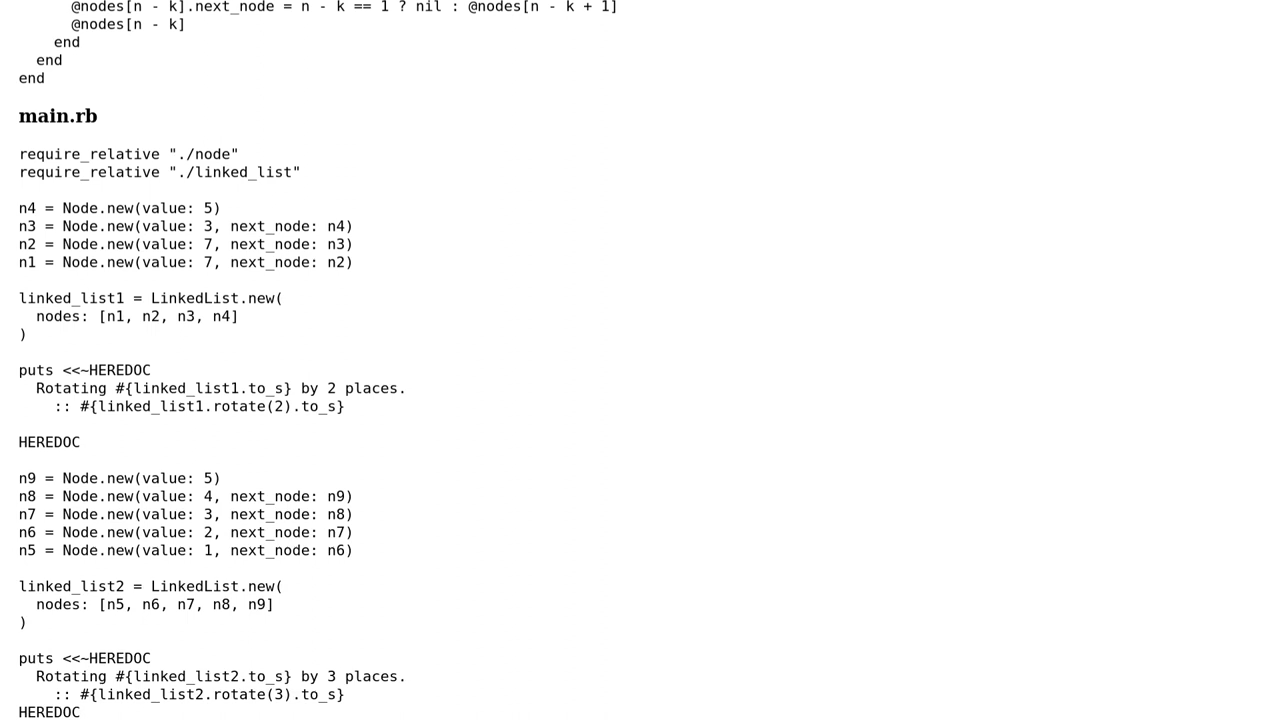 @nodes[n - k].next_node = n - k == 1 ? nil : @nodes[n - k + 1]
      @nodes[n - k]
    end
  end
end
main.rb
require_relative "./node"
require_relative "./linked_list"
n4 = Node.new(value: 5)
n3 = Node.new(value: 3, next_node: n4)
n2 = Node.new(value: 7, next_node: n3)
n1 = Node.new(value: 7, next_node: n2)
linked_list1 = LinkedList.new(
  nodes: [n1, n2, n3, n4]
)
puts <<~HEREDOC
  Rotating #{linked_list1.to_s} by 2 places.
    :: #{linked_list1.rotate(2).to_s}
HEREDOC
n9 = Node.new(value: 5)
n8 = Node.new(value: 4, next_node: n9)
n7 = Node.new(value: 3, next_node: n8)
n6 = Node.new(value: 2, next_node: n7)
n5 = Node.new(value: 1, next_node: n6)
linked_list2 = LinkedList.new(
  nodes: [n5, n6, n7, n8, n9]
)
puts <<~HEREDOC
  Rotating #{linked_list2.to_s} by 3 places.
    :: #{linked_list2.rotate(3).to_s}
HEREDOC